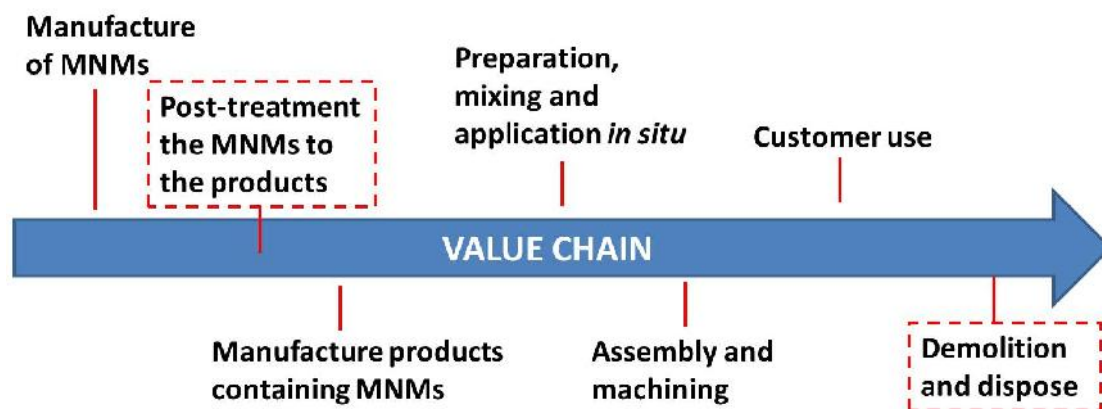 Manufacture
of MNMs
Post-treatment
the MNMs to
the products
Preparation,
mixing and
application in situ
Customer use
VALUE CHAIN
Manufacture products
containing MNMs
Assembly and
machining
Demolition
and dispose